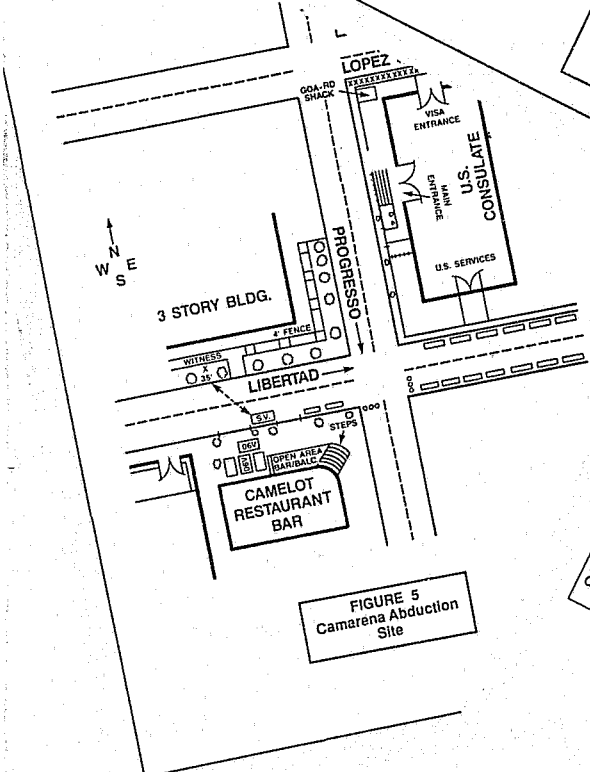 LOPEZ
GOA-RD
SHACK
XXXXXXXXXXXX
VISA
ENTRANCE
MAIN
ENTRANCE
U.S.
CONSULATE
U.S. SERVICES
PROGRESSO
N
W E
S
3 STORY BLDG.
4' FENCE
WITNESS
X
35'
LIBERTAD
S.V.
STEPS
OPEN AREA
BAR/BALC
CAMELOT
RESTAURANT
BAR
FIGURE 5
Camarena Abduction
Site